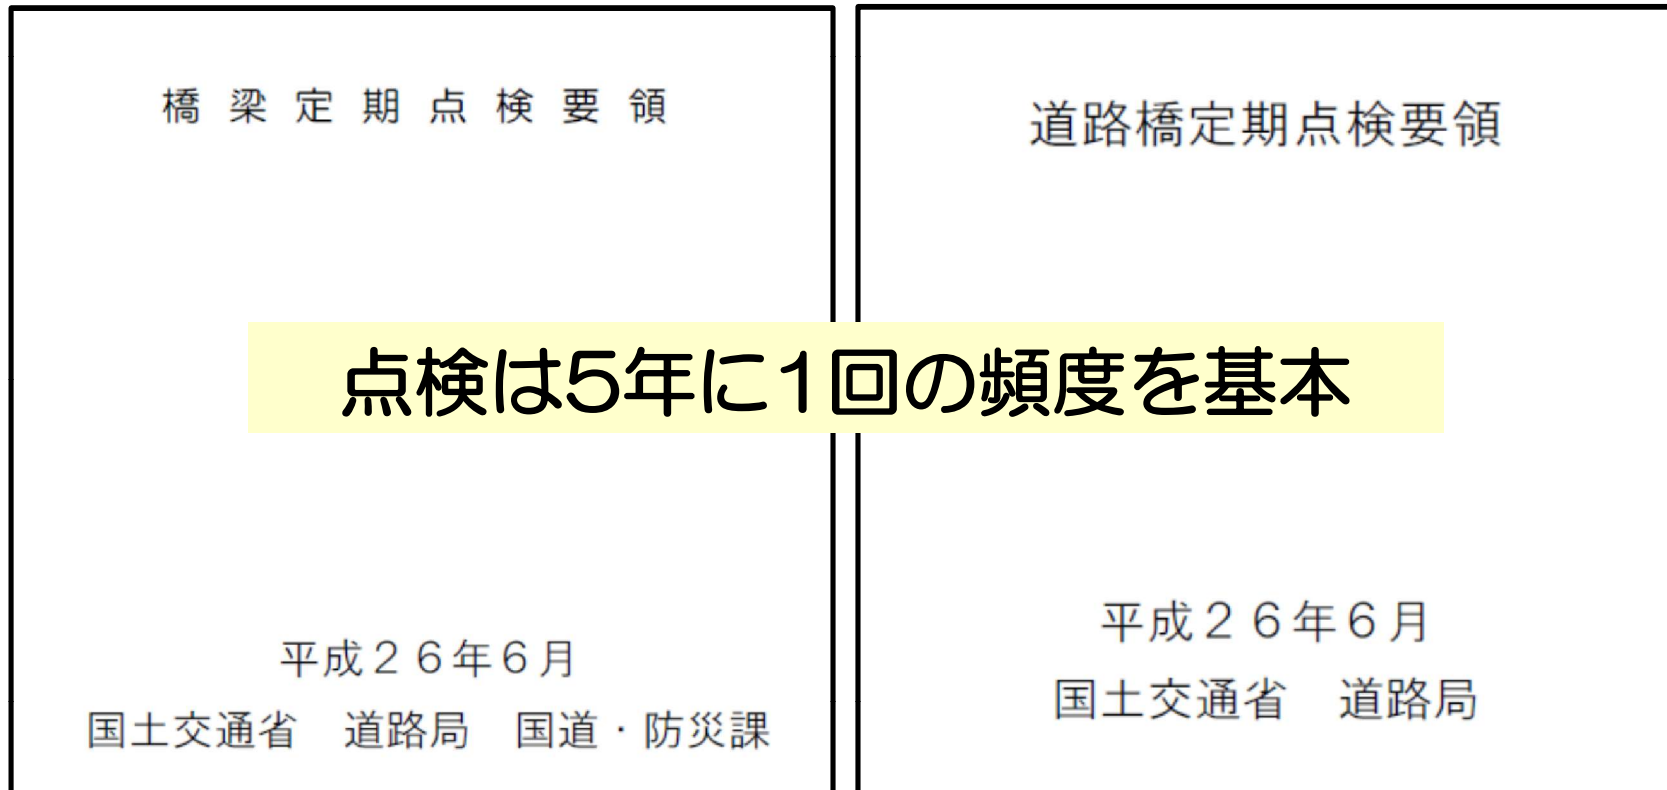 橋梁定期点検要領
道路橋定期点検要領
点検は5年に1回の頻度を基本
平成２６年６月
国土交通省　道路局　国道・防災課
平成２６年６月
国土交通省　道路局